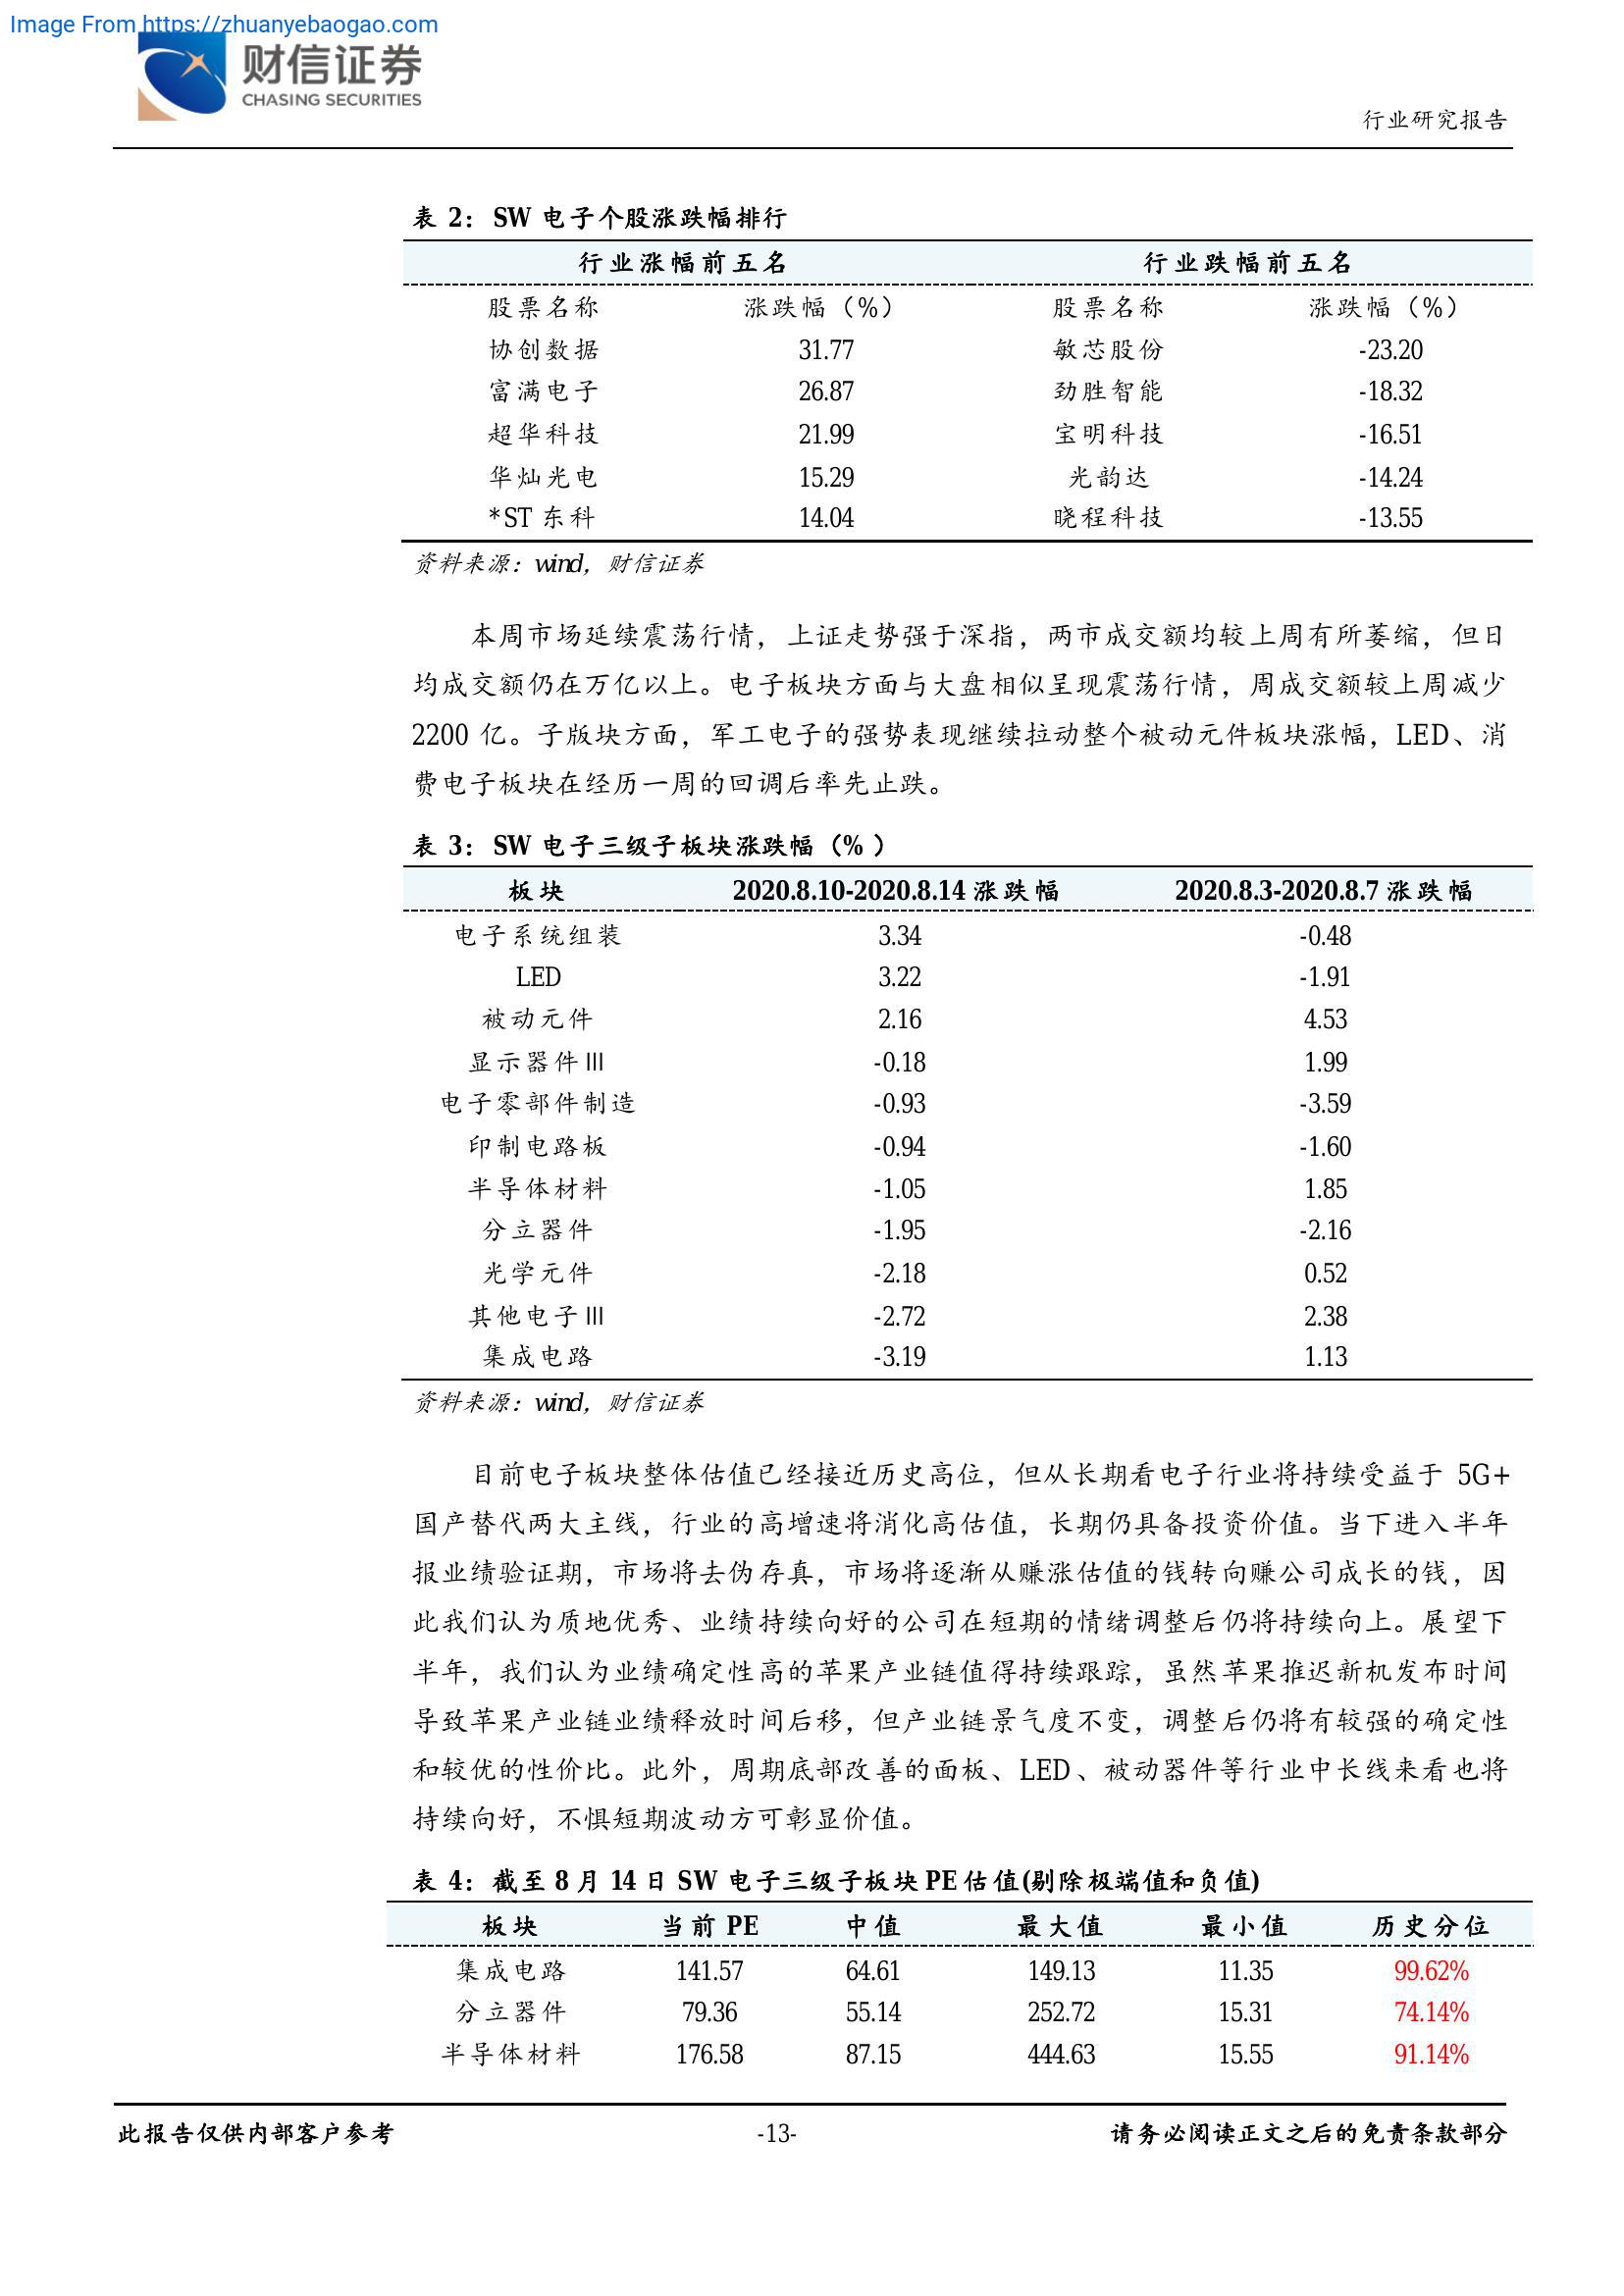 Image From https://zhuanyebaogao.com
财信证券
CHASING SECURITIES
行业研究报告
表 2：SW 电子个股涨跌幅排行
行业涨幅前五名 行业跌幅前五名
股票名称 涨跌幅（%） 股票名称 涨跌幅（%）
协创数据 31.77 敏芯股份 -23.20
富满电子 26.87 劲胜智能 -18.32
超华科技 21.99 宝明科技 -16.51
华灿光电 15.29 光韵达 -14.24
*ST 东科 14.04 晓程科技 -13.55
资料来源：wind，财信证券
本周市场延续震荡行情，上证走势强于深指，两市成交额均较上周有所萎缩，但日
均成交额仍在万亿以上。电子板块方面与大盘相似呈现震荡行情，周成交额较上周减少
2200 亿。子版块方面，军工电子的强势表现继续拉动整个被动元件板块涨幅，LED、消
费电子板块在经历一周的回调后率先止跌。
表 3：SW 电子三级子板块涨跌幅（%）
板块 2020.8.10-2020.8.14 涨跌幅 2020.8.3-2020.8.7 涨跌幅
电子系统组装 3.34 -0.48
LED 3.22 -1.91
被动元件 2.16 4.53
显示器件Ⅲ -0.18 1.99
电子零部件制造 -0.93 -3.59
印制电路板 -0.94 -1.60
半导体材料 -1.05 1.85
分立器件 -1.95 -2.16
光学元件 -2.18 0.52
其他电子Ⅲ -2.72 2.38
集成电路 -3.19 1.13
资料来源：wind，财信证券
目前电子板块整体估值已经接近历史高位，但从长期看电子行业将持续受益于 5G+
国产替代两大主线，行业的高增速将消化高估值，长期仍具备投资价值。当下进入半年
报业绩验证期，市场将去伪存真，市场将逐渐从赚涨估值的钱转向赚公司成长的钱，因
此我们认为质地优秀、业绩持续向好的公司在短期的情绪调整后仍将持续向上。展望下
半年，我们认为业绩确定性高的苹果产业链值得持续跟踪，虽然苹果推迟新机发布时间
导致苹果产业链业绩释放时间后移，但产业链景气度不变，调整后仍将有较强的确定性
和较优的性价比。此外，周期底部改善的面板、LED、被动器件等行业中长线来看也将
持续向好，不惧短期波动方可彰显价值。
表 4：截至 8 月 14 日 SW 电子三级子板块 PE 估值(剔除极端值和负值)
板块 当前 PE 中值 最大值 最小值 历史分位
集成电路 141.57 64.61 149.13 11.35 99.62%
分立器件 79.36 55.14 252.72 15.31 74.14%
半导体材料 176.58 87.15 444.63 15.55 91.14%
此报告仅供内部客户参考 -13- 请务必阅读正文之后的免责条款部分